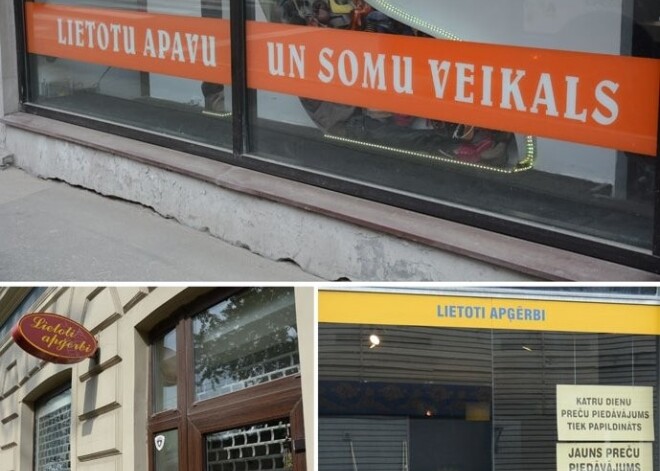 LIETOTU APAVU UN SOMU VEIKALS
Lietoti
apģērbi
LIETOTI APĢĒRBI
KATRU DIENU
PREČU PIEDĀVĀJUMS
TIEK PAPILDINĀTS
JAUNS PREČU
PIEDĀVĀJUMS